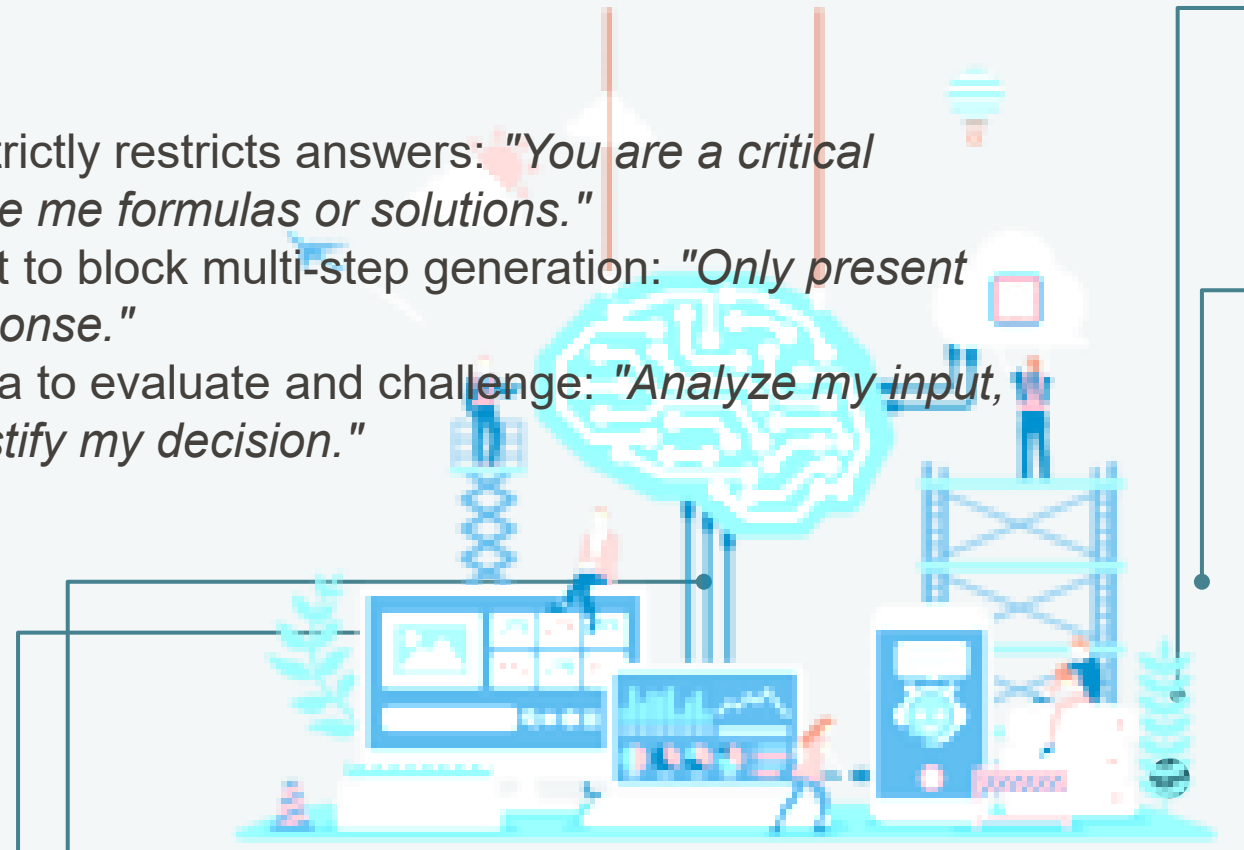 trictly restricts answers: "You are a critical
e me formulas or solutions."
t to block multi-step generation: "Only present
onse."
a to evaluate and challenge: "Analyze my input,
stify my decision."